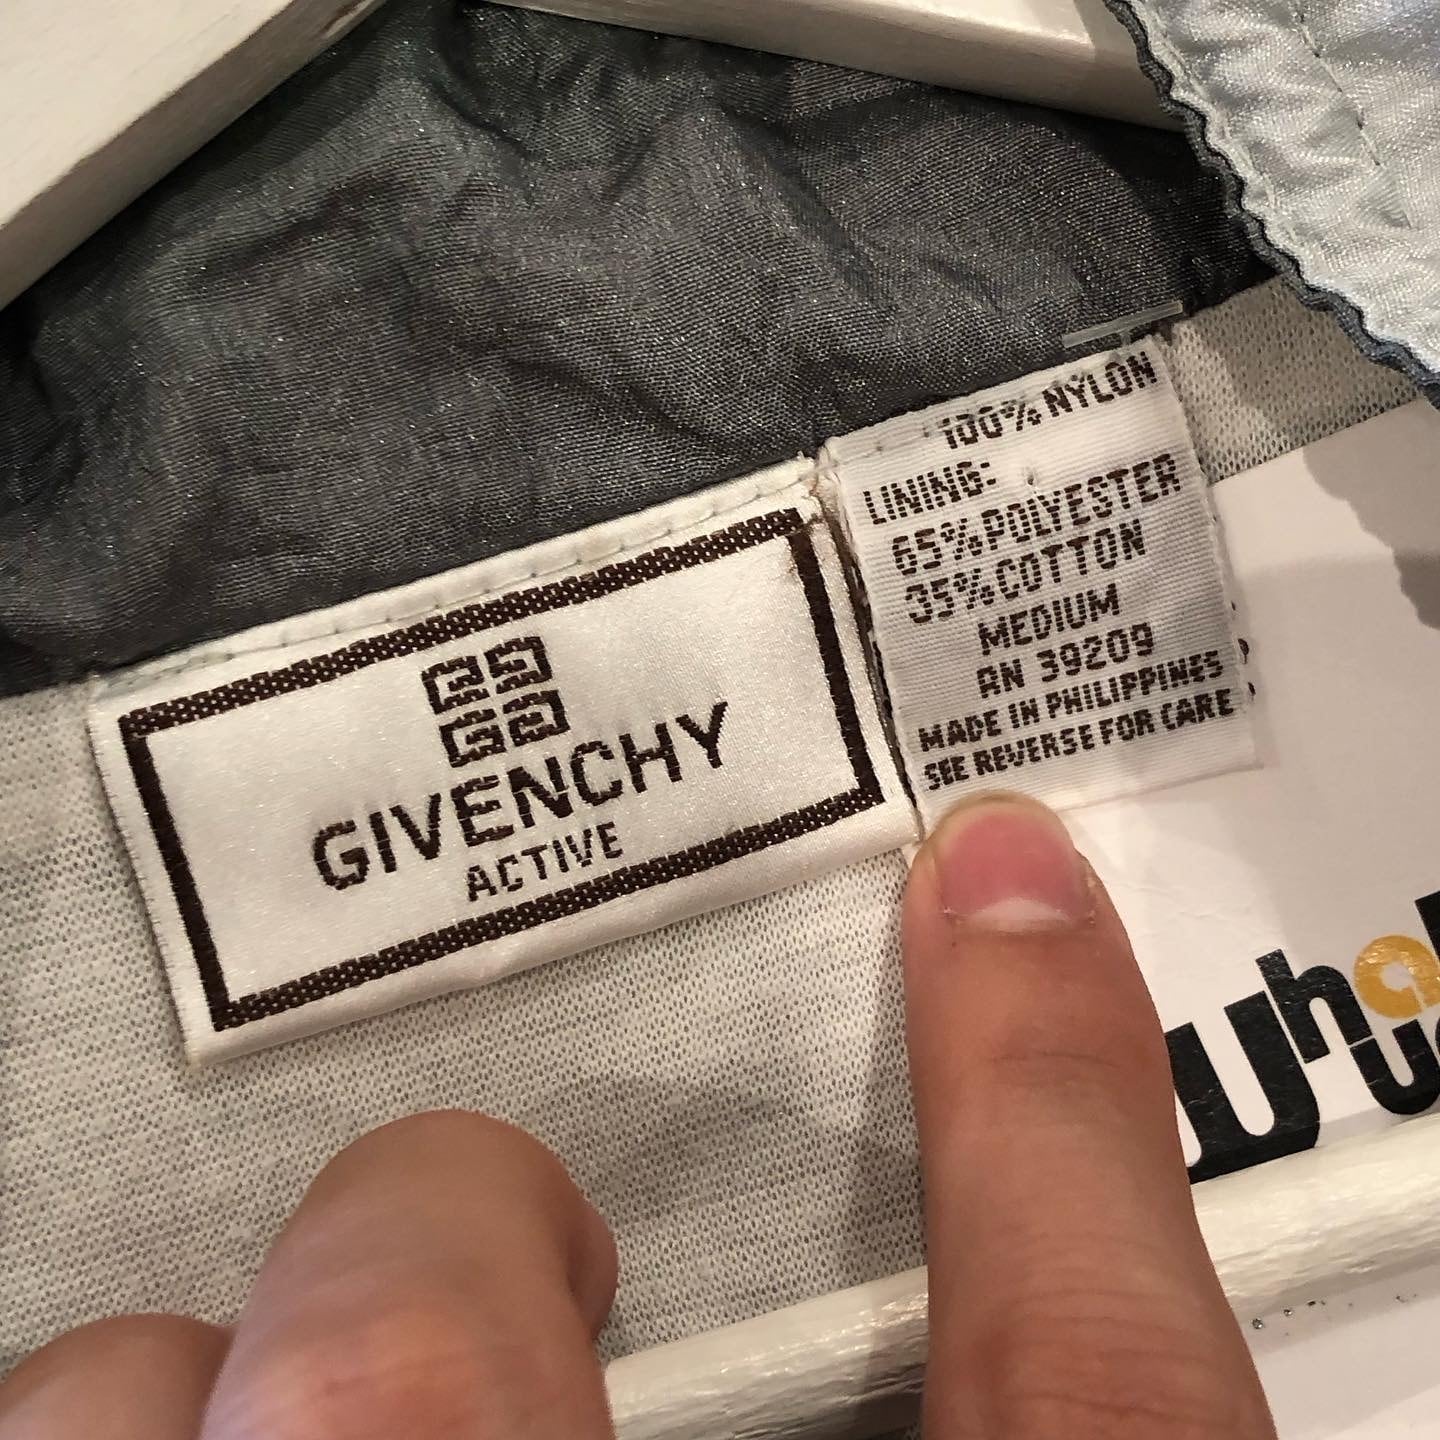 GIVENCHY
ACTIVE
100% NYLON
LINING:
65% POLYESTER
35% COTTON
MEDIUM
RN 39209
MADE IN PHILIPPINES
SEE REVERSE FOR CARE